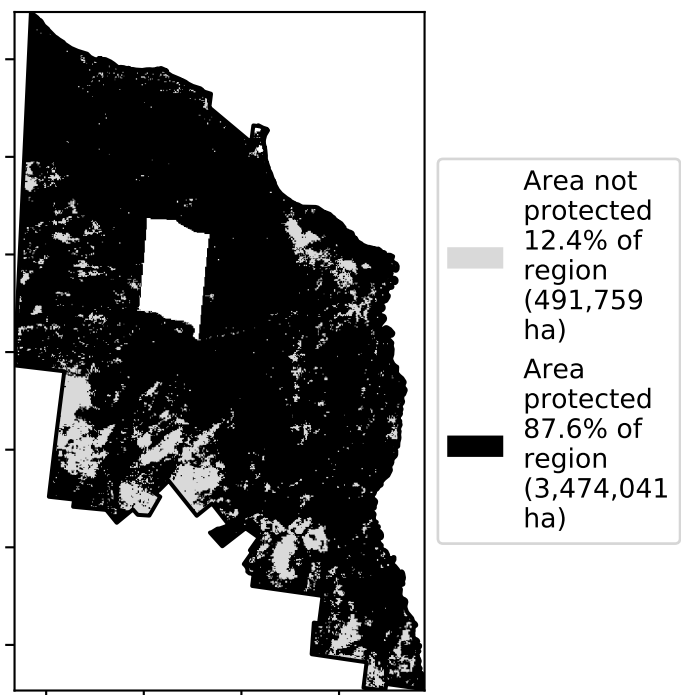 Area not
protected
12.4% of
region
(491,759
ha)
Area
protected
87.6% of
region
(3,474,041
ha)